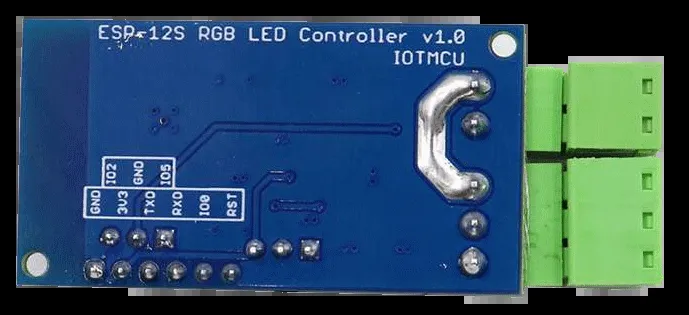 ESP-12S RGB LED Controller v1.0
IOTMCU
IO2 GND IO5
GND 3V3 TXD RXD IO0 RST